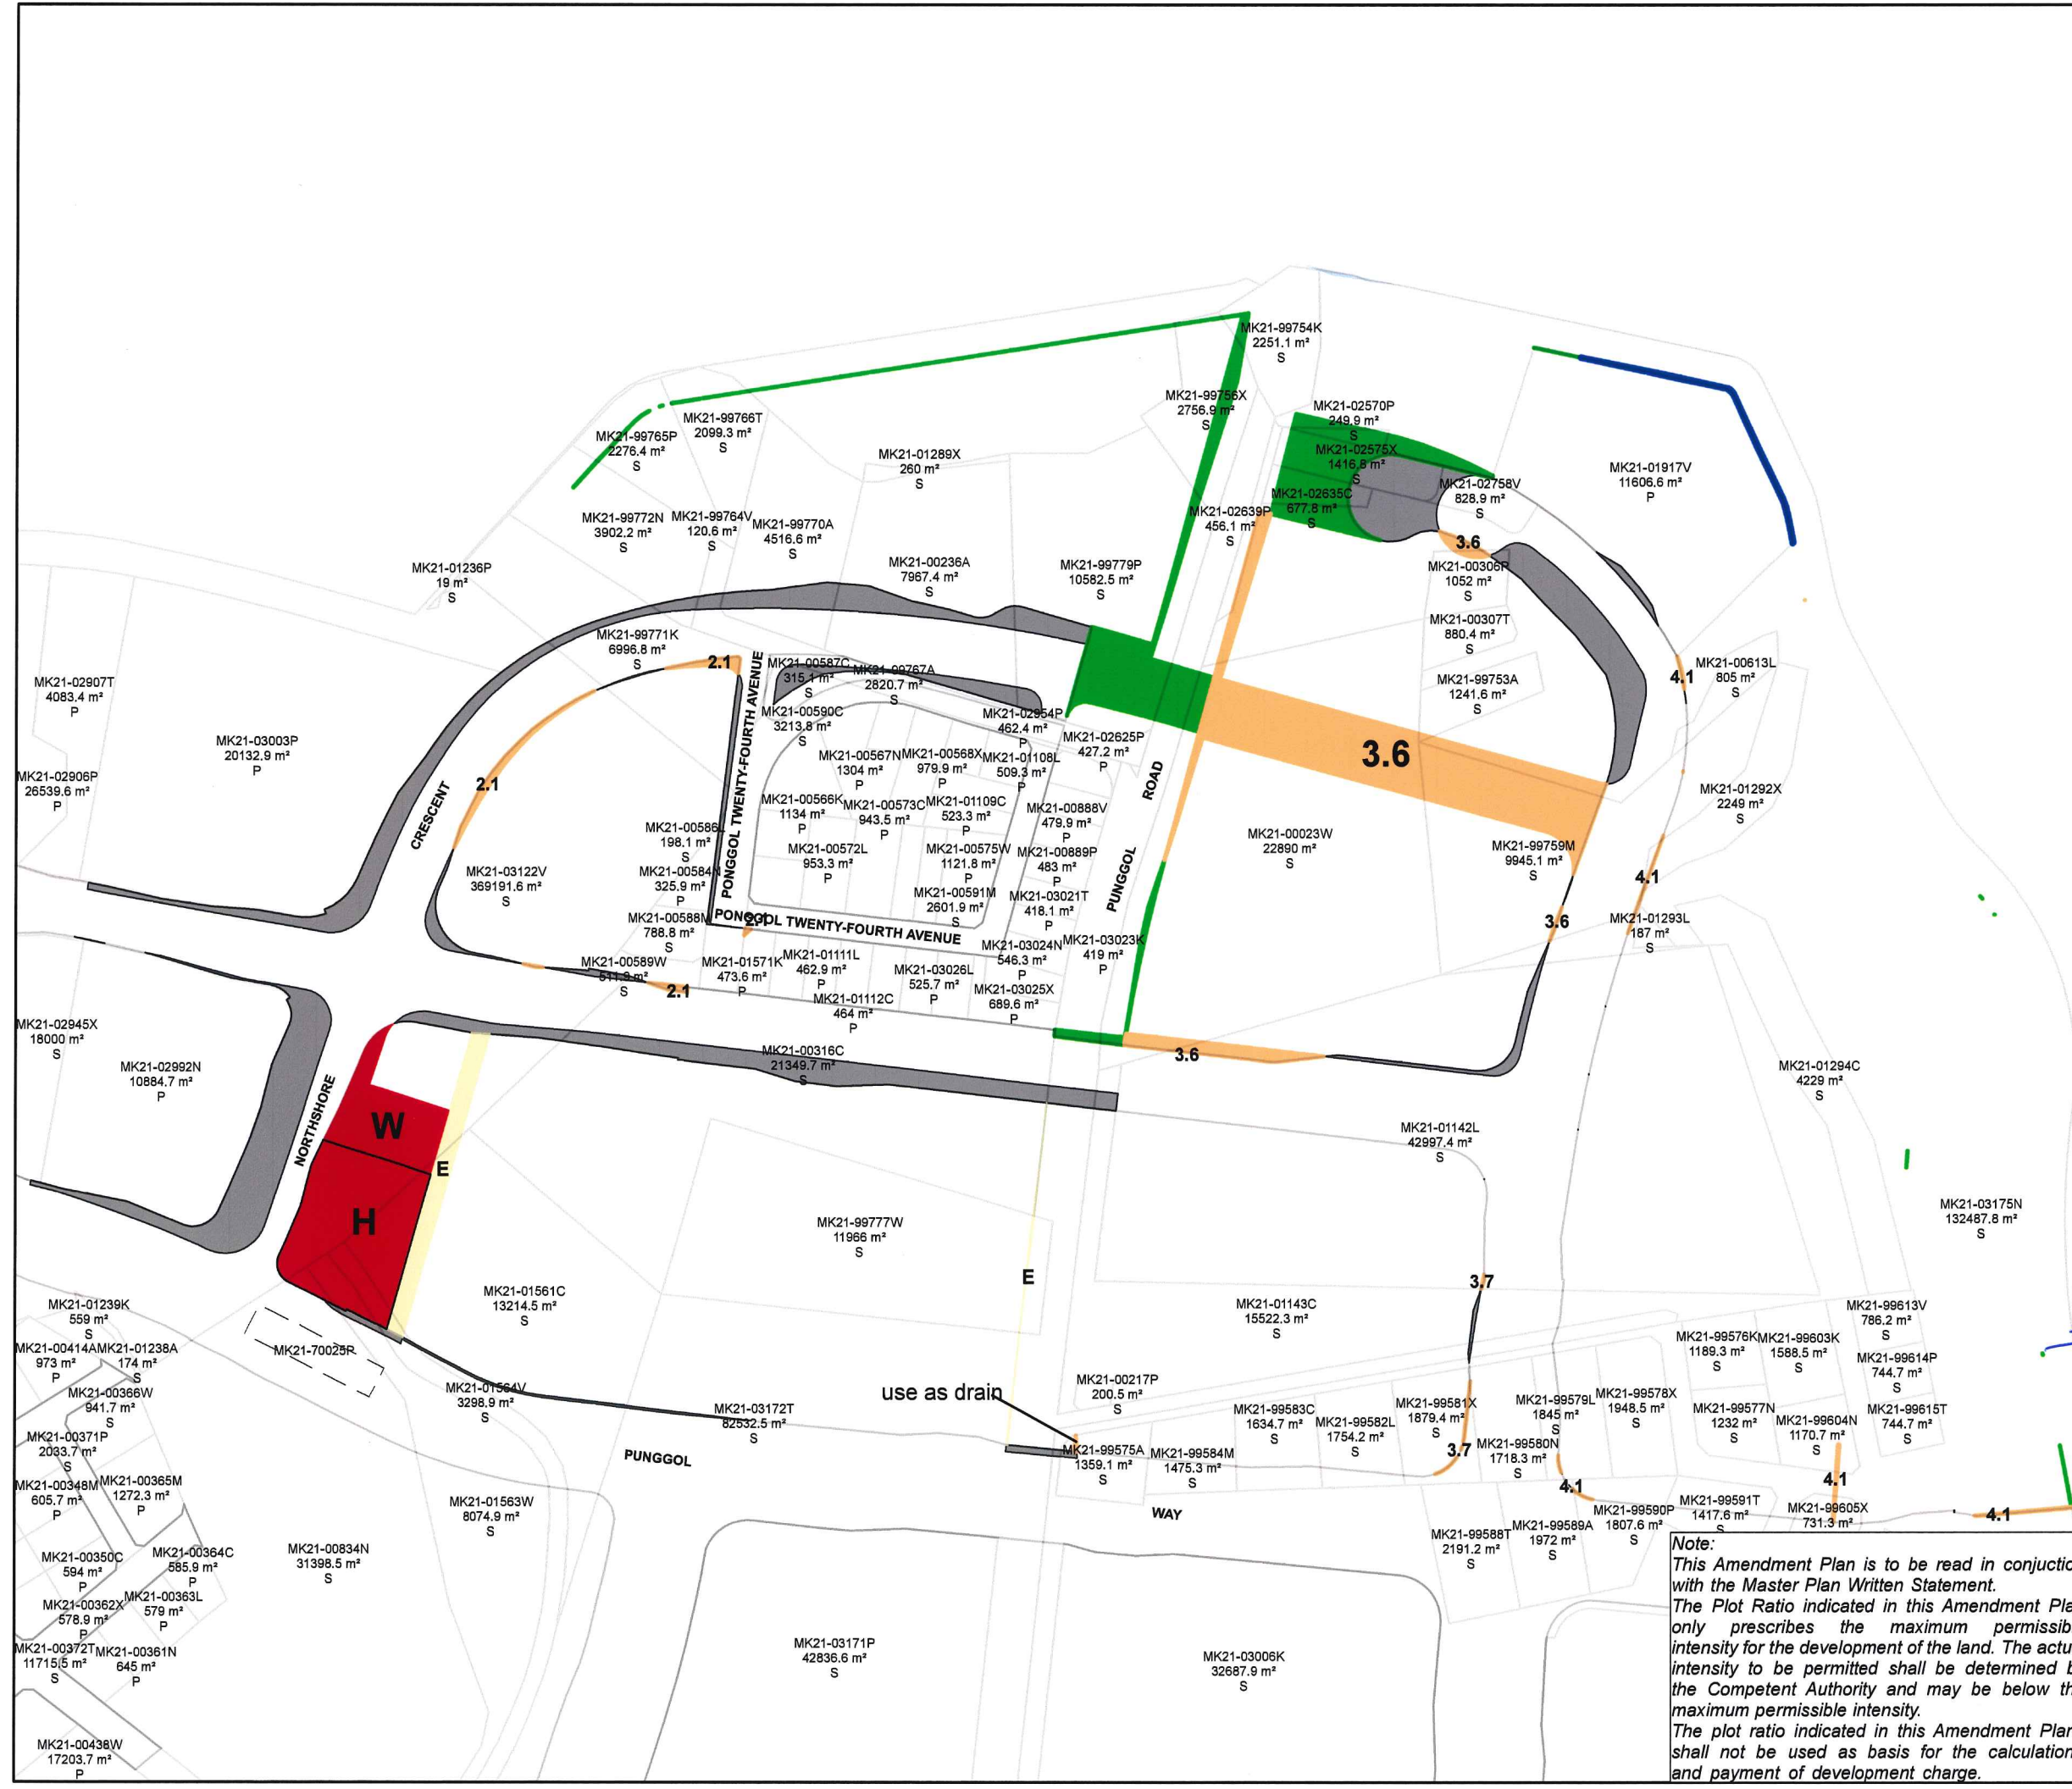 MK21-99754K
2251.1 m²
S
MK21-99756X
2756.9 m²
S
MK21-02570P
249.9 m²
S
MK21-99766T
2099.3 m²
S
MK21-99765P
2276.4 m²
S
MK21-01289X
260 m²
S
MK21-02575X
1416.8 m²
S
MK21-01917V
11606.6 m²
P
MK21-02758V
828.9 m²
S
MK21-02635C
677.8 m²
S
MK21-02639P
456.1 m²
S
MK21-99772N
3902.2 m²
S
MK21-99764V
120.6 m²
S
MK21-99770A
4516.6 m²
S
3.6
MK21-01236P
19 m²
S
MK21-00236A
7967.4 m²
S
MK21-99779P
10582.5 m²
S
MK21-00306P
1052 m²
S
MK21-00307T
880.4 m²
S
MK21-99771K
6996.8 m²
S
2.1
MK21-00587C
315.1 m²
S
MK21-99767A
2820.7 m²
S
MK21-99753A
1241.6 m²
S
4.1
MK21-00613L
805 m²
S
MK21-02907T
4083.4 m²
P
MK21-03003P
20132.9 m²
P
MK21-00590C
3213.8 m²
S
MK21-02954P
462.4 m²
P
MK21-02625P
427.2 m²
P
3.6
MK21-02906P
26539.6 m²
P
2.1
CRESCENT
PONGGOL TWENTY-FOURTH AVENUE
MK21-00567N
1304 m²
P
MK21-00568X
979.9 m²
P
MK21-01108L
509.3 m²
P
ROAD
PUNGGOL
MK21-01292X
2249 m²
S
MK21-00566K
1134 m²
P
MK21-00573C
943.5 m²
P
MK21-01109C
523.3 m²
P
MK21-00888V
479.9 m²
P
MK21-00586L
198.1 m²
S
MK21-00572L
953.3 m²
P
MK21-00575W
1121.8 m²
P
MK21-00889P
483 m²
P
MK21-00023W
22890 m²
S
MK21-99759M
9945.1 m²
S
MK21-03122V
369191.6 m²
S
MK21-00584N
325.9 m²
P
4.1
MK21-00591M
2601.9 m²
S
MK21-03021T
418.1 m²
P
MK21-00588M
788.8 m²
S
2.1
PONGGOL TWENTY-FOURTH AVENUE
3.6
MK21-01293L
187 m²
S
MK21-03024N
546.3 m²
P
MK21-03023K
419 m²
P
MK21-00589W
511.9 m²
S
2.1
MK21-01571K
473.6 m²
P
MK21-01111L
462.9 m²
P
MK21-03026L
525.7 m²
P
MK21-03025X
689.6 m²
P
MK21-01112C
464 m²
P
MK21-02945X
18000 m²
S
MK21-00316C
21349.7 m²
S
3.6
MK21-02992N
10884.7 m²
P
MK21-01294C
4229 m²
S
NORTHSHORE
W
E
H
MK21-01142L
42997.4 m²
S
MK21-03175N
132487.8 m²
S
MK21-99777W
11966 m²
S
E
3.7
MK21-01561C
13214.5 m²
S
MK21-01143C
15522.3 m²
S
MK21-01239K
559 m²
S
MK21-99613V
786.2 m²
S
MK21-00414A
973 m²
P
MK21-01238A
174 m²
S
MK21-70025P
MK21-99576K
1189.3 m²
S
MK21-99603K
1588.5 m²
S
MK21-99614P
744.7 m²
S
MK21-00366W
941.7 m²
S
MK21-01564V
3298.9 m²
S
use as drain
MK21-00217P
200.5 m²
S
MK21-03172T
82532.5 m²
S
MK21-99583C
1634.7 m²
S
MK21-99582L
1754.2 m²
S
MK21-99581X
1879.4 m²
S
MK21-99579L
1845 m²
S
MK21-99578X
1948.5 m²
S
MK21-99577N
1232 m²
S
MK21-99604N
1170.7 m²
S
MK21-99615T
744.7 m²
S
MK21-00371P
2033.7 m²
S
PUNGGOL
MK21-99575A
1359.1 m²
S
MK21-99584M
1475.3 m²
S
3.7
MK21-99580N
1718.3 m²
S
4.1
4.1
MK21-00348M
605.7 m²
P
MK21-00365M
1272.3 m²
P
MK21-01563W
8074.9 m²
S
WAY
MK21-99590P
1807.6 m²
S
MK21-99591T
1417.6 m²
S
MK21-99605X
731.3 m²
4.1
MK21-99588T
2191.2 m²
S
MK21-99589A
1972 m²
S
MK21-00350C
594 m²
P
MK21-00364C
585.9 m²
P
MK21-00834N
31398.5 m²
S
MK21-00362X
578.9 m²
P
MK21-00363L
579 m²
P
MK21-00372T
11715.5 m²
S
MK21-00361N
645 m²
P
MK21-03171P
42836.6 m²
S
MK21-03006K
32687.9 m²
S
MK21-00438W
17203.7 m²
P
Note:
This Amendment Plan is to be read in conjuctio
with the Master Plan Written Statement.
The Plot Ratio indicated in this Amendment Pla
only prescribes the maximum permissib
intensity for the development of the land. The actu
intensity to be permitted shall be determined b
the Competent Authority and may be below th
maximum permissible intensity.
The plot ratio indicated in this Amendment Plan
shall not be used as basis for the calculation
and payment of development charge.